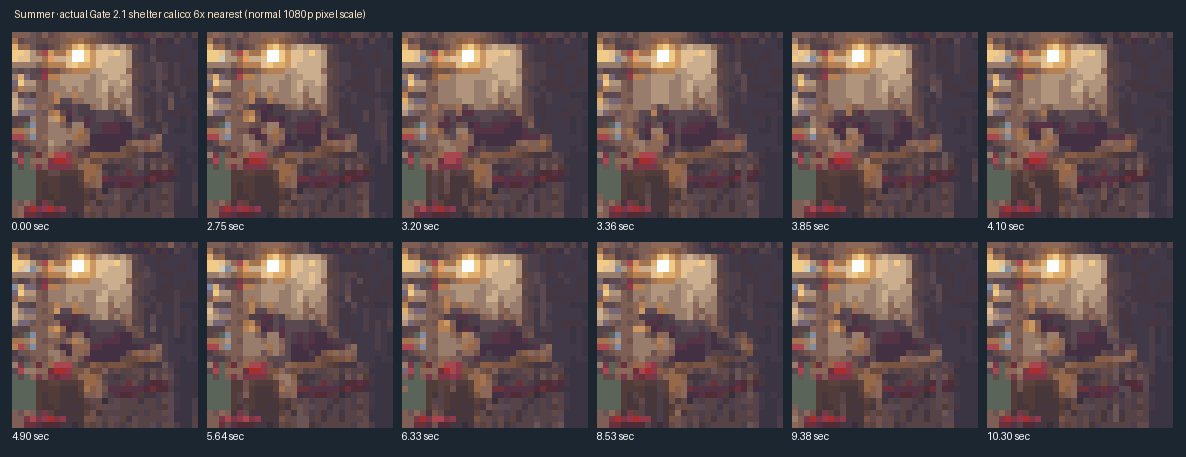 Summer · actual Gate 2.1 shelter calico: 6x nearest (normal 1080p pixel scale)
0.00 sec
2.75 sec
3.20 sec
3.36 sec
3.85 sec
4.10 sec
4.90 sec
5.64 sec
6.33 sec
8.53 sec
9.38 sec
10.30 sec